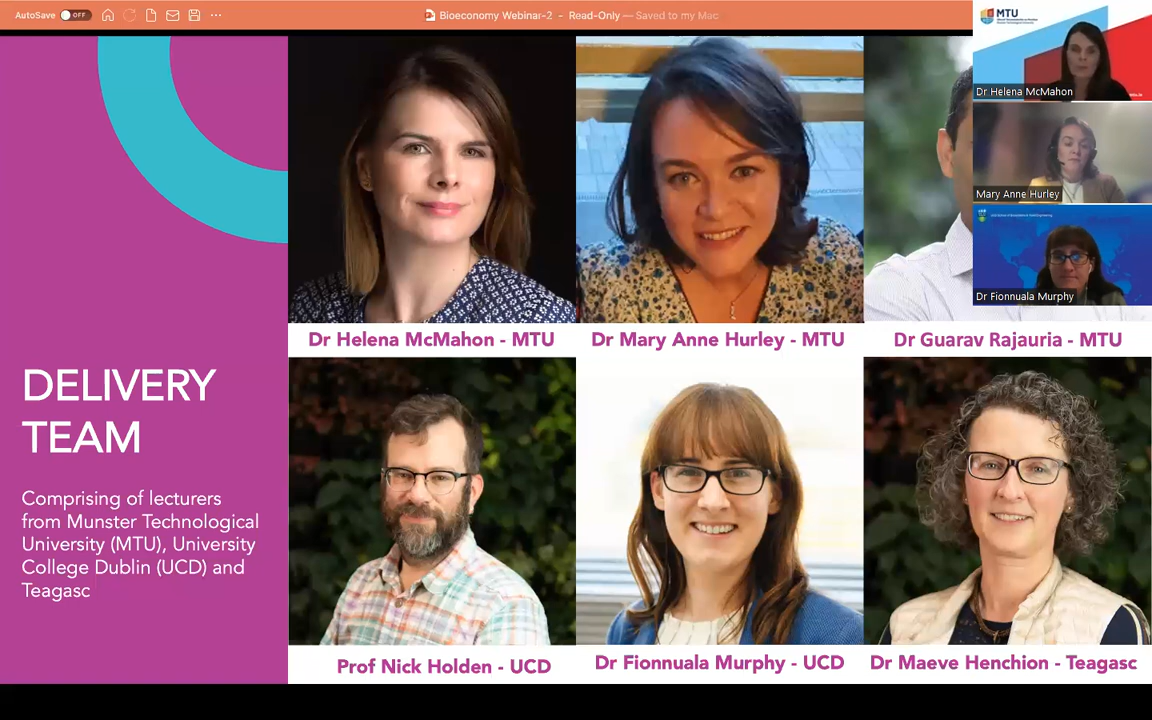 AutoSave OFF
Bioeconomy Webinar-2 - Read-Only — Saved to my Mac
MTU
Dr Helena McMahon
Mary Anne Hurley
Dr Fionnuala Murphy
Dr Helena McMahon - MTU
Dr Mary Anne Hurley - MTU
Dr Guarav Rajauria - MTU
DELIVERY
TEAM
Comprising of lecturers
from Munster Technological
University (MTU), University
College Dublin (UCD) and
Teagasc
Prof Nick Holden - UCD
Dr Fionnuala Murphy - UCD
Dr Maeve Henchion - Teagasc